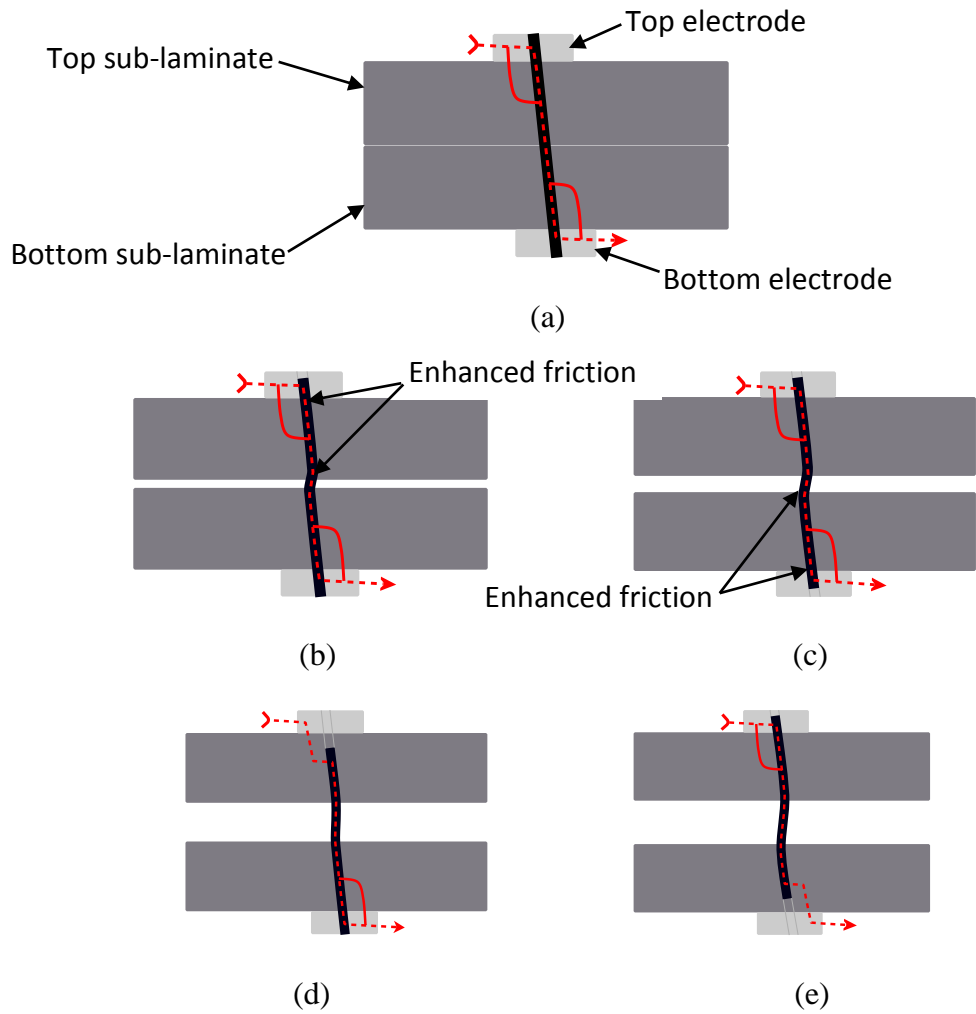 Top electrode
Top sub-laminate
Bottom sub-laminate
Bottom electrode
(a)
Enhanced friction
Enhanced friction
(b)
(c)
(d)
(e)